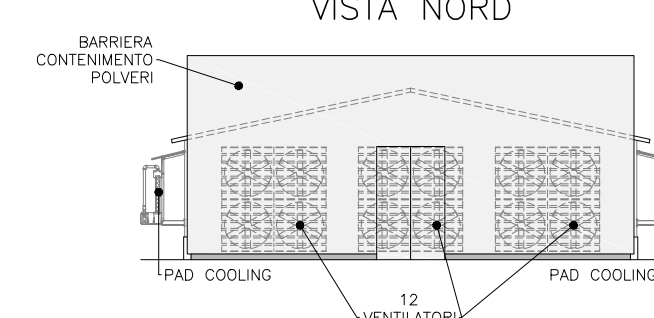 VISTA NORD
BARRIERA
CONTENIMENTO
POLVERI
PAD COOLING
PAD COOLING
12
VENTILATORI